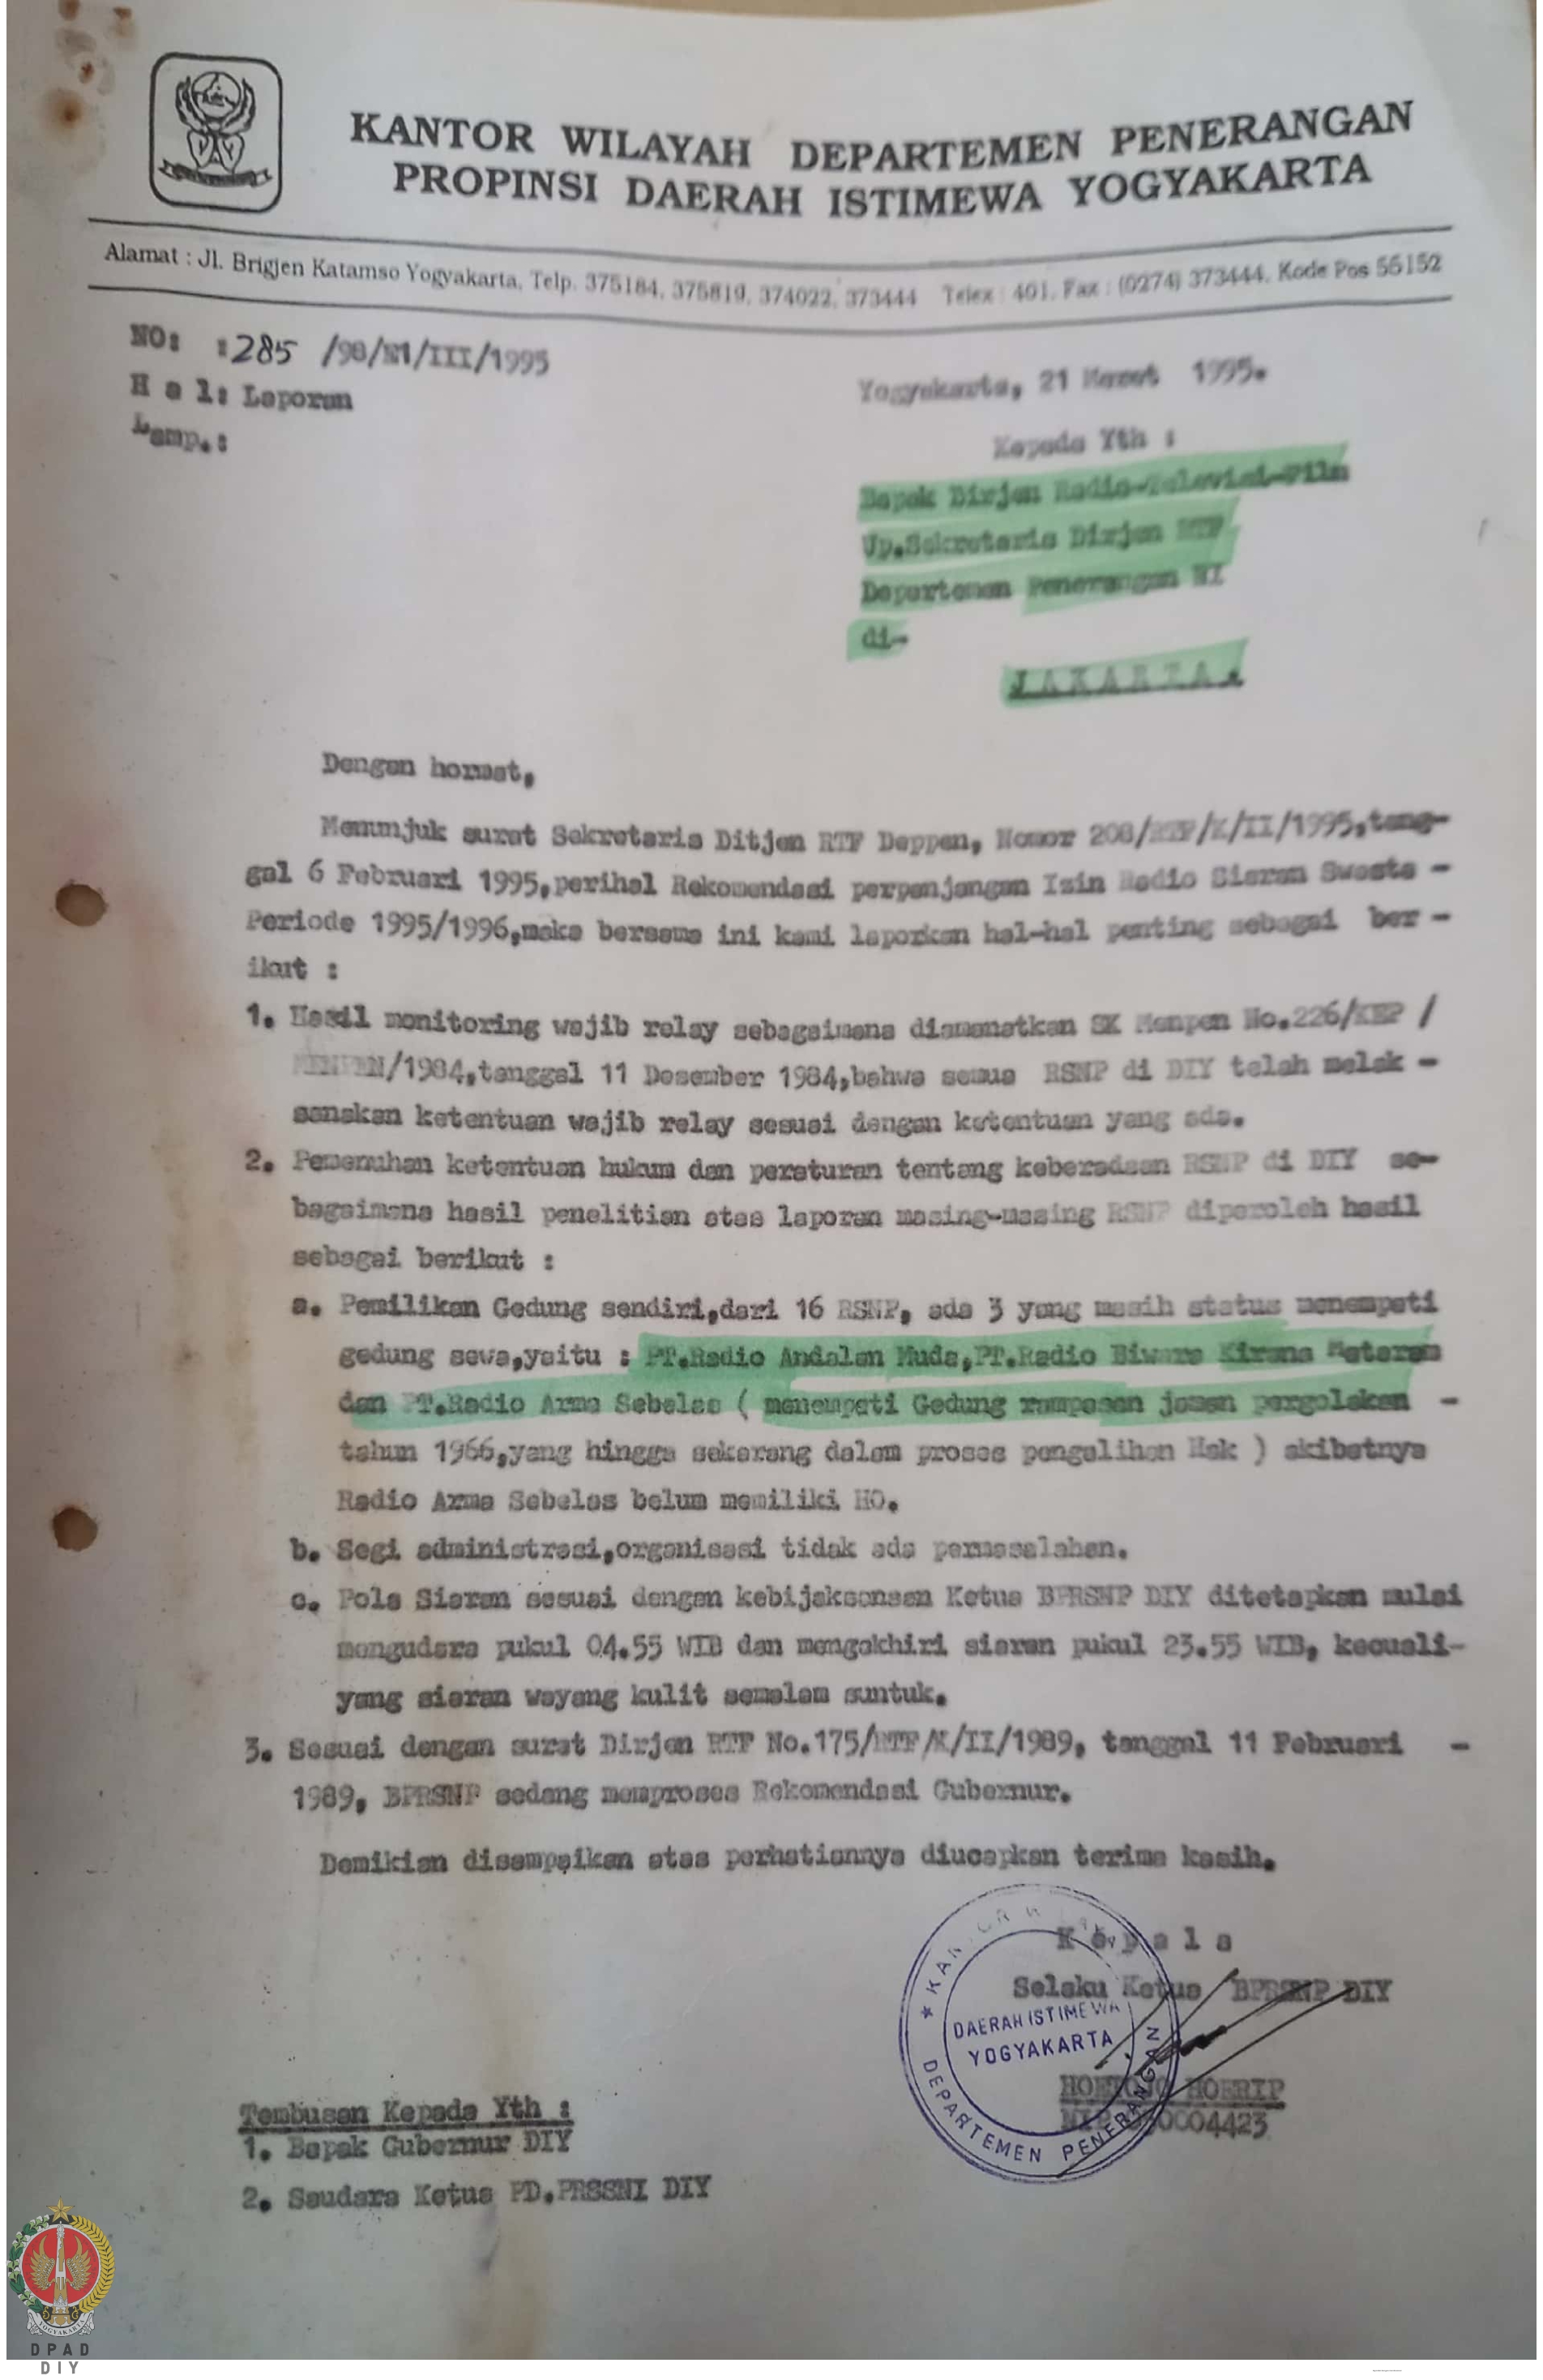 KANTOR WILAYAH DEPARTEMEN PENERANGAN
PROPINSI DAERAH ISTIMEWA YOGYAKARTA
Alamat : Jl. Brigjen Katamso Yogyakarta, Telp. 375184, 375819, 374022, 373444 Telex : 401. Fax : (0274) 373444. Kode Pos 55152
NO: :285 /98/E1/III/1995
H a l: Laporan
Lamp.:
Yogyakarta, 21 Maret 1995.
Kepada Yth :
Bapak Dirjen Radio-Televisi-Film
Up.Sekretaris Dirjen RTF
Departemen Penerangan RI
di-
JAKARTA.
Dengan hormat,
Menunjuk surat Sekretaris Ditjen RTF Deppen, Nomor 208/RTF/K/II/1995,tang-
gal 6 Februari 1995,perihal Rekomendasi perpanjangan Izin Radio Siaran Swasta -
Periode 1995/1996,maka bersama ini kami laporkan hal-hal penting sebagai ber -
ikut :
1. Hasil monitoring wajib relay sebagaimana diamanatkan SK Menpen No.226/KEP /
MENPEN/1984,tanggal 11 Desember 1984,bahwa semua RSNP di DIY telah melak -
sanakan ketentuan wajib relay sesuai dengan ketentuan yang ada.
2. Pemenuhan ketentuan hukum dan peraturan tentang keberadaan RSNP di DIY se-
bagaimana hasil penelitian atas laporan masing-masing RSNP diperoleh hasil
sebagai berikut :
a. Pemilikan Gedung sendiri,dari 16 RSNP, ada 3 yang masih status menempati
gedung sewa,yaitu : PT.Radio Andalan Muda,PT.Radio Biwara Kirana Mataram
dan PT.Radio Arma Sebelas ( menempati Gedung rampasan jaman pergolakan -
tahun 1966,yang hingga sekarang dalam proses pengalihan Hak ) akibatnya
Radio Arma Sebelas belum memiliki HO.
b. Segi administrasi,organisasi tidak ada permasalahan.
c. Pola Siaran sesuai dengan kebijaksanaan Ketua BPRSNP DIY ditetapkan mulai
mengudara pukul 04.55 WIB dan mengakhiri siaran pukul 23.55 WIB, kecuali-
yang siaran wayang kulit semalam suntuk.
3. Sesuai dengan surat Dirjen RTF No.175/RTF/K/II/1989, tanggal 11 Februari -
1989, BPRSNP sedang memproses Rekomendasi Gubernur.
Demikian disampaikan atas perhatiannya diucapkan terima kasih.
K e p a l a
Selaku Ketua BPRSNP DIY
DAERAH ISTIMEWA
YOGYAKARTA
DEPARTEMEN PENERANGAN
HOERIP
Tembusan Kepada Yth :
1. Bapak Gubernur DIY
2. Saudara Ketua PD.PRSSNI DIY
YOGYAKARTA
DPAD
DIY